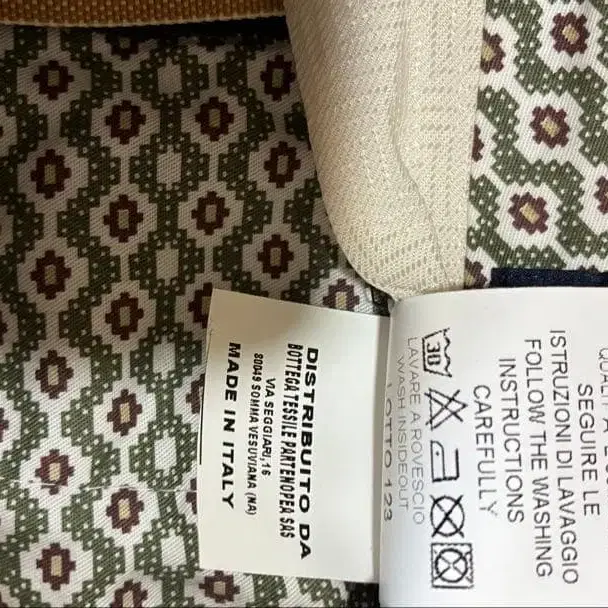 DISTRIBUITO DA
BOTTEGA TESSILE PARTENOPEA SAS
VIA SEGGIARI, 16
80049 SOMMA VESUVIANA (NA)
MADE IN ITALY
SEGUIRE LE
ISTRUZIONI DI LAVAGGIO
FOLLOW THE WASHING
INSTRUCTIONS
CAREFULLY
30
LAVARE A ROVESCIO
WASH INSIDEOUT
LOTTO 123